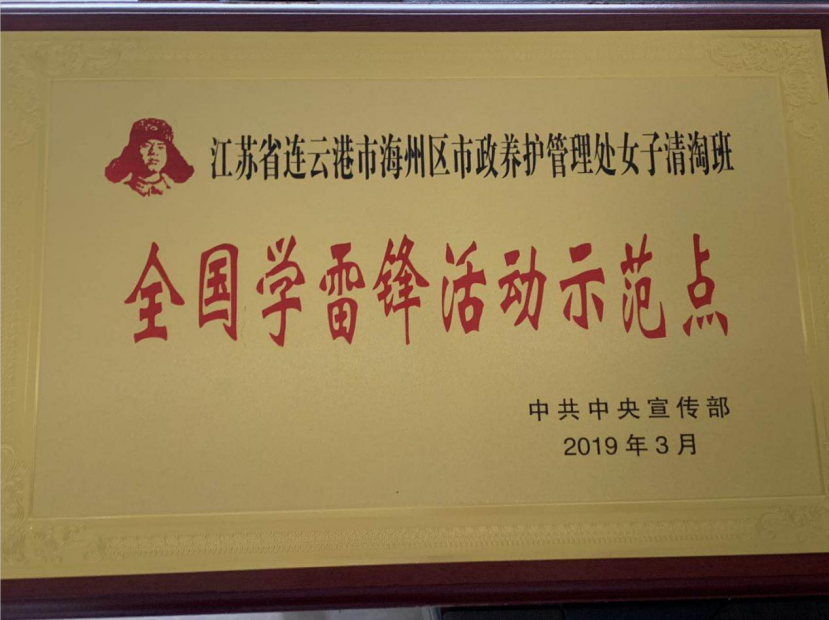 江苏省连云港市海州区市政养护管理处女子清淘班
全国学雷锋活动示范点
中共中央宣传部
2019年3月